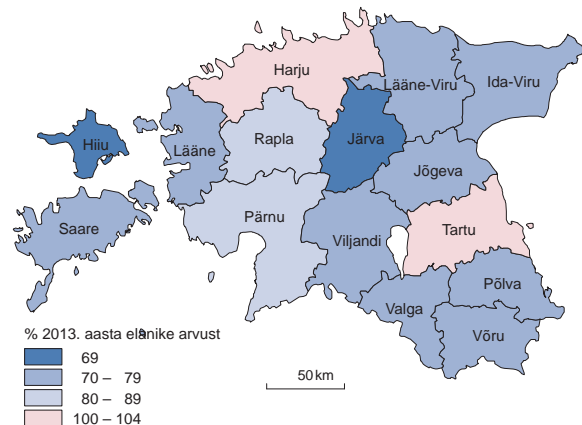 Harju
Lääne-Viru
Ida-Viru
Hiiu
Lääne
Rapla
Järva
Jõgeva
Saare
Pärnu
Viljandi
Tartu
Valga
Põlva
Võru
% 2013. aasta elanike arvust
69
70 – 79
80 – 89
100 – 104
50 km